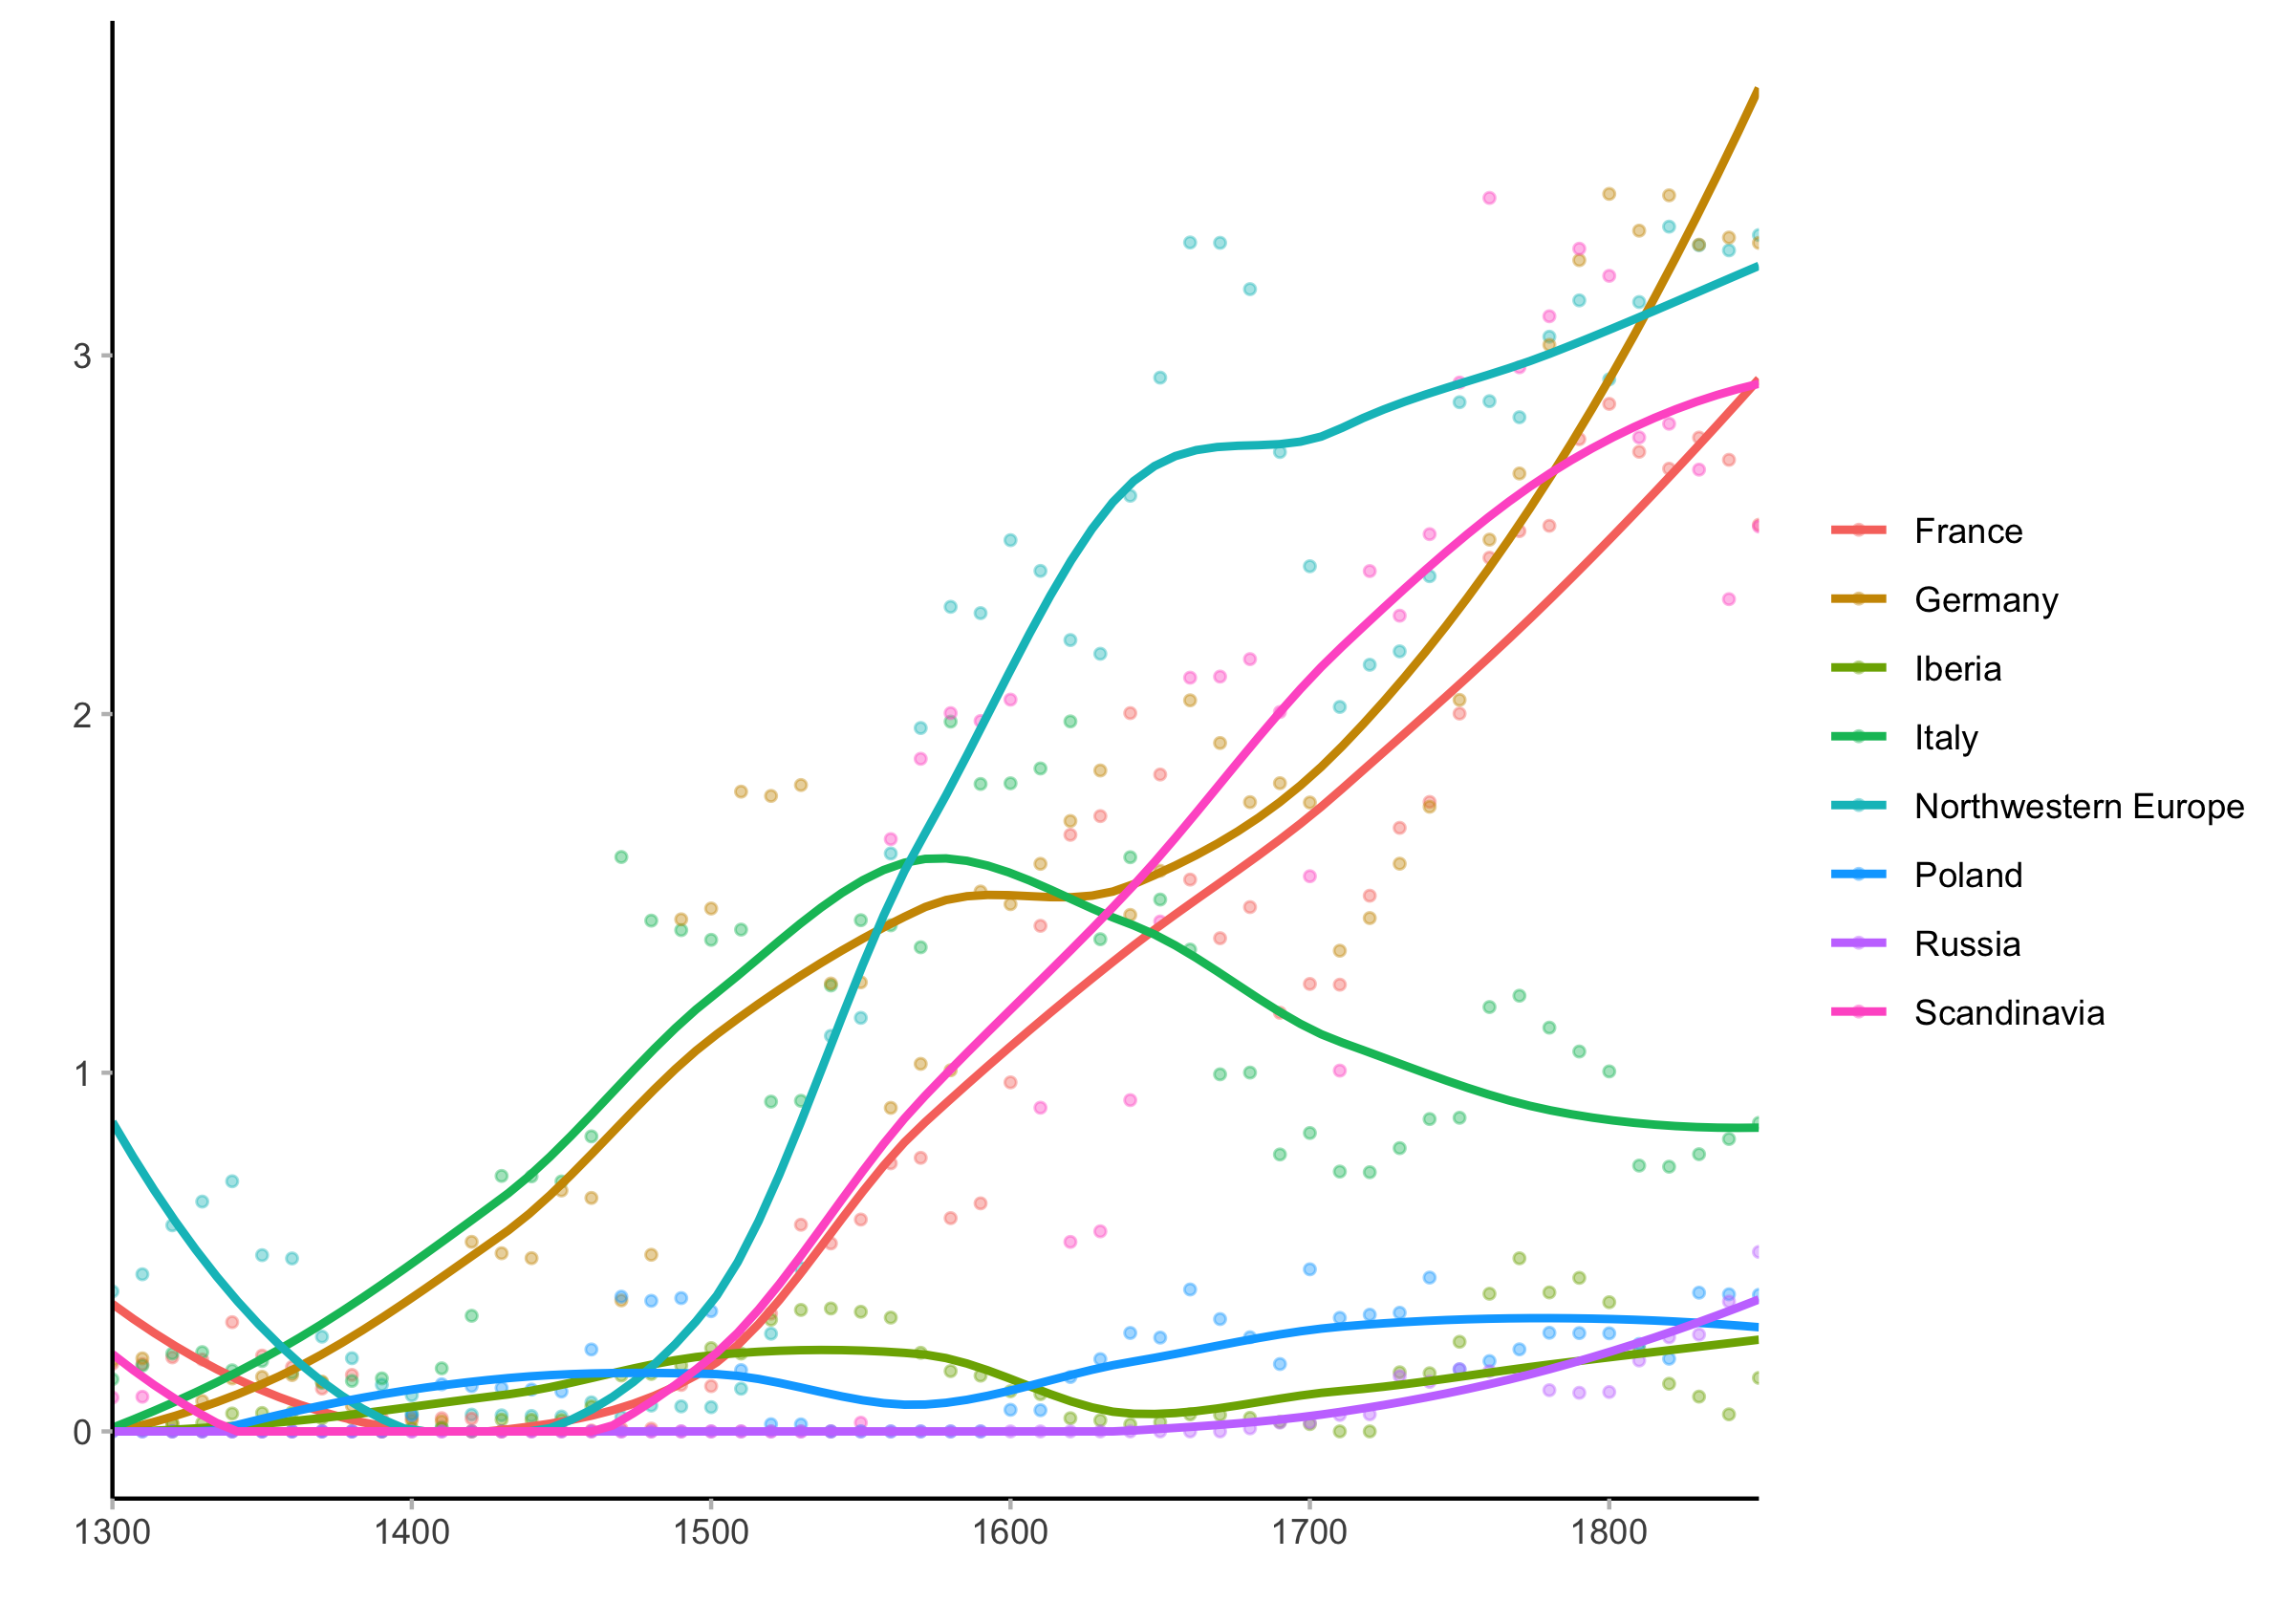 3
2
1
0
1300 1400 1500 1600 1700 1800
France
Germany
Iberia
Italy
Northwestern Europe
Poland
Russia
Scandinavia